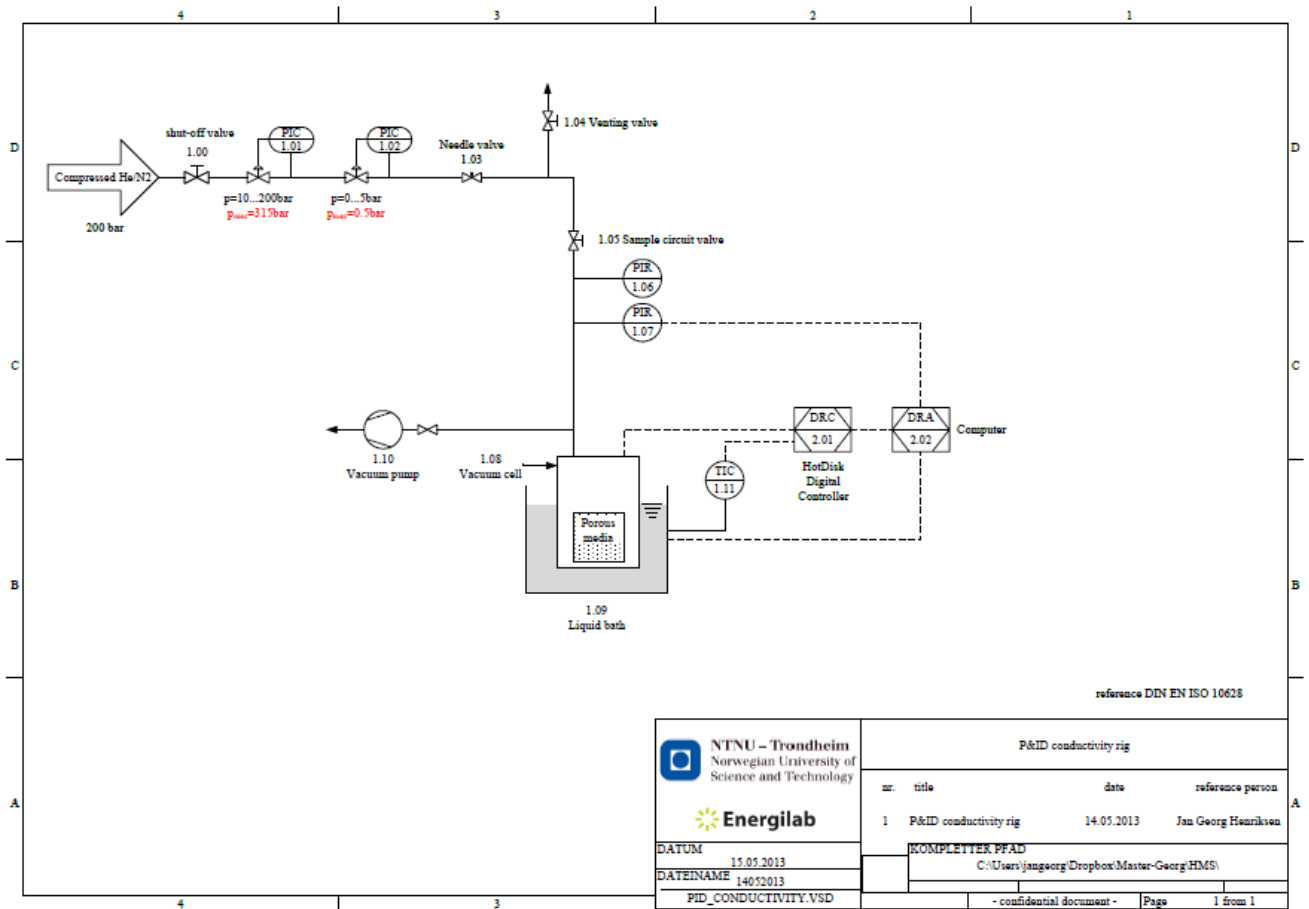 4 3 2 1
D
D
C
C
B
B
A
A
shut-off valve
1.00
PIC
1.01
PIC
1.02
Needle valve
1.03
1.04 Venting valve
Compressed He/N2
200 bar
p=10...200bar
pmax=315bar
p=0...5bar
pmax=0.5bar
1.05 Sample circuit valve
PIR
1.06
PIR
1.07
DRC
2.01
HotDisk
Digital
Controller
DRA
2.02
Computer
TIC
1.11
1.10
Vacuum pump
1.08
Vacuum cell
Porous
media
1.09
Liquid bath
reference DIN EN ISO 10628
NTNU – Trondheim
Norwegian University of
Science and Technology
Energilab
P&ID conductivity rig
nr. title date reference person
1 P&ID conductivity rig 14.05.2013 Jan Georg Henriksen
DATUM
15.05.2013
DATEINAME 14052013
PID_CONDUCTIVITY.VSD
KOMPLETTER PFAD
C:\Users\jangeorg\Dropbox\Master-Georg\HMS\
- confidential document - Page 1 from 1
4 3